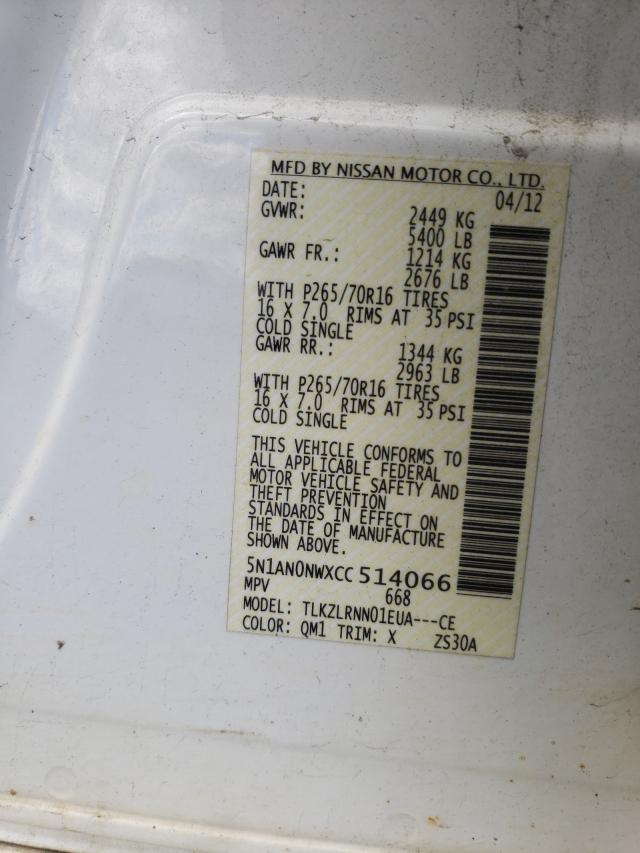 MFD BY NISSAN MOTOR CO., LTD.
DATE: 04/12
GVWR: 2449 KG
5400 LB
GAWR FR.: 1214 KG
2676 LB
WITH P265/70R16 TIRES
16 X 7.0 RIMS AT 35 PSI
COLD SINGLE
GAWR RR.: 1344 KG
2963 LB
WITH P265/70R16 TIRES
16 X 7.0 RIMS AT 35 PSI
COLD SINGLE
THIS VEHICLE CONFORMS TO
ALL APPLICABLE FEDERAL
MOTOR VEHICLE SAFETY AND
THEFT PREVENTION
STANDARDS IN EFFECT ON
THE DATE OF MANUFACTURE
SHOWN ABOVE.
5N1AN0NWXCC 514066
MPV 668
MODEL: TLKZLRNN01EUA---CE
COLOR: QM1 TRIM: X ZS30A